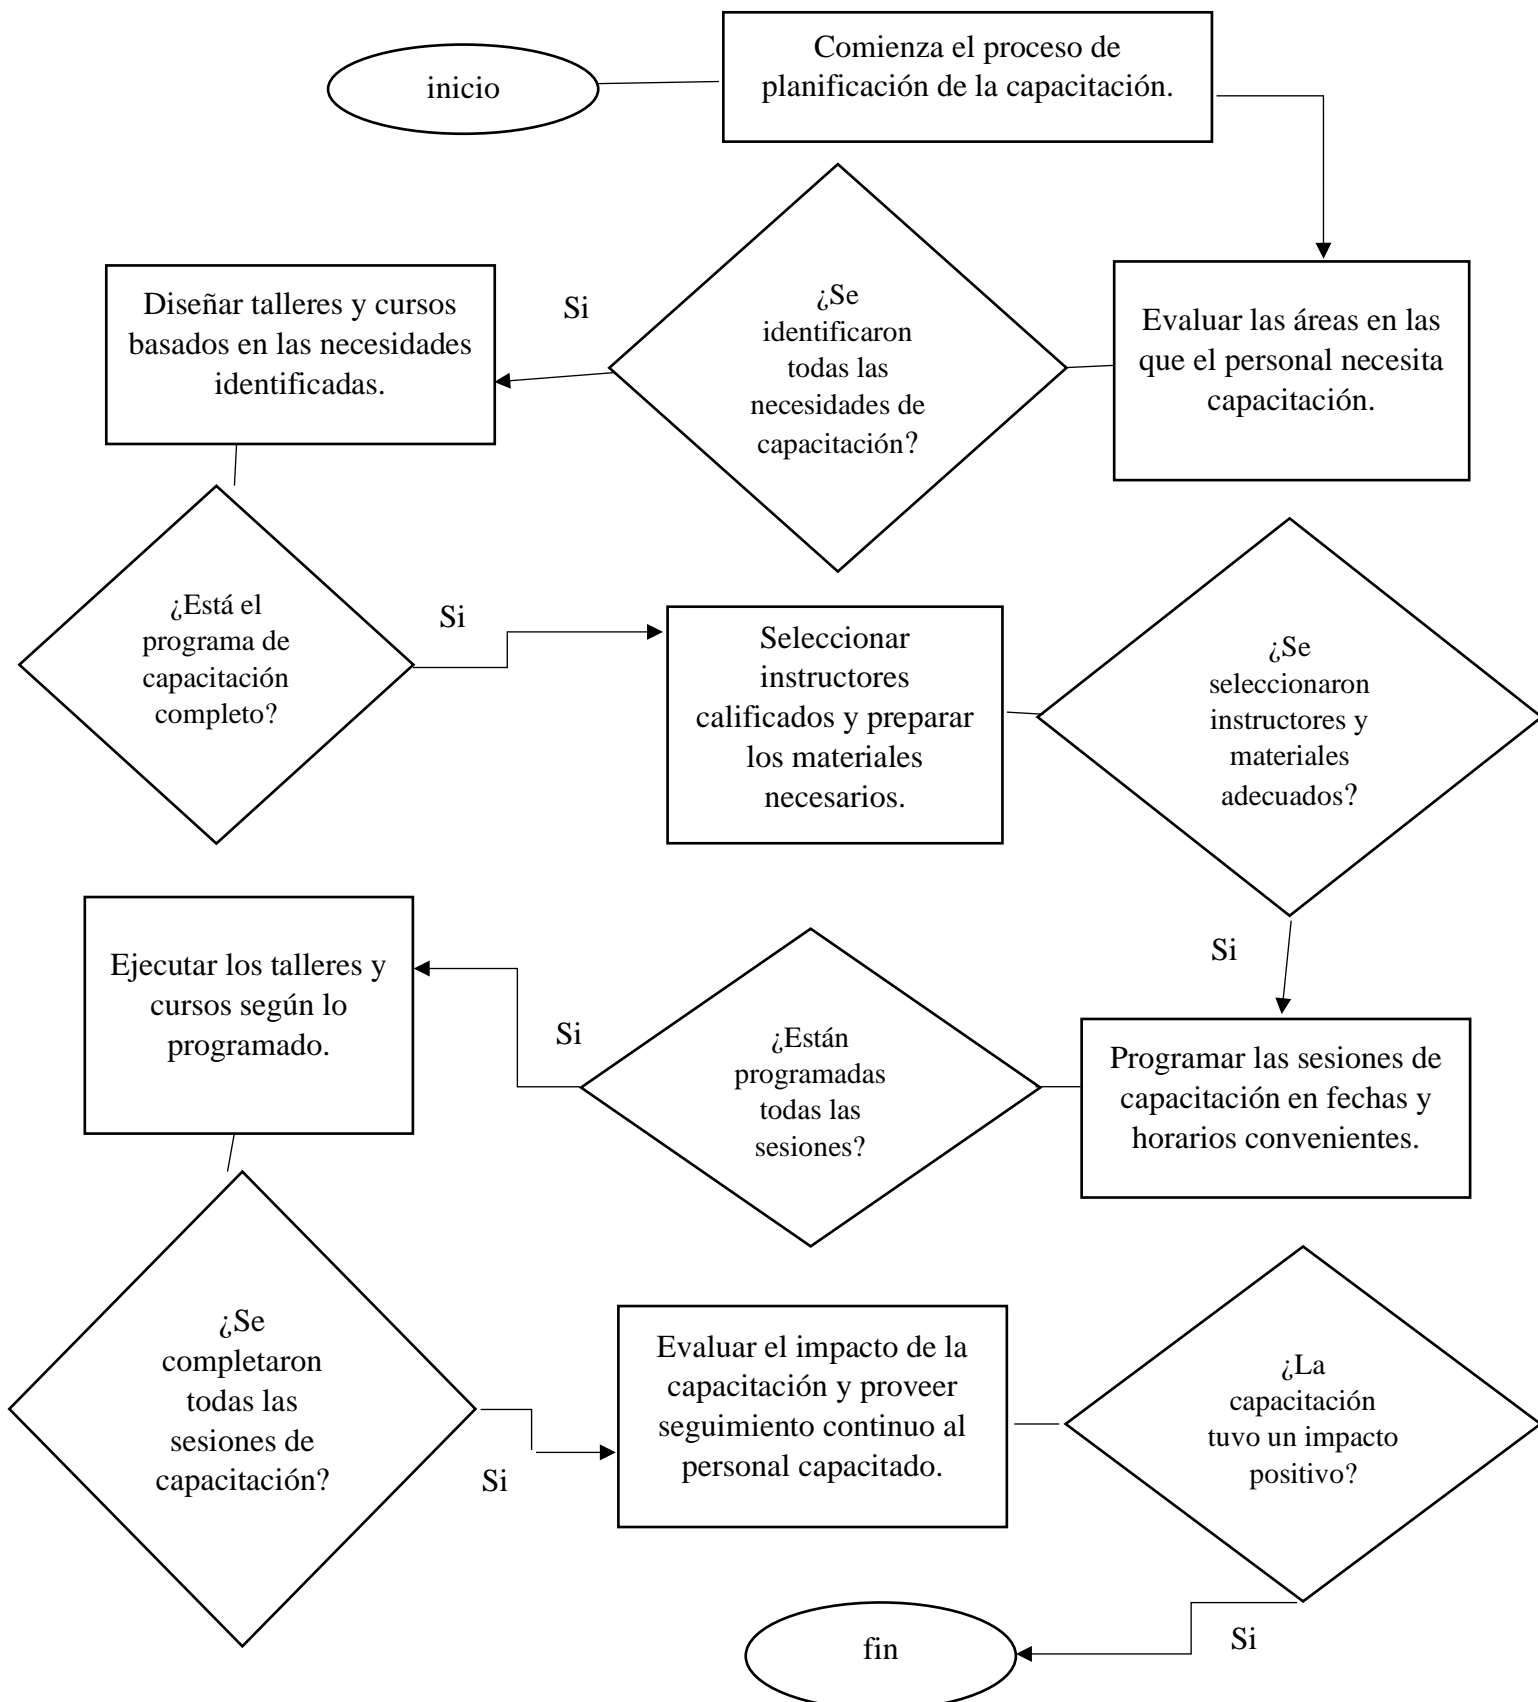 inicio
Comienza el proceso de
planificación de la capacitación.
Evaluar las áreas en las
que el personal necesita
capacitación.
¿Se
identificaron
todas las
necesidades de
capacitación?
Si
Diseñar talleres y cursos
basados en las necesidades
identificadas.
¿Está el
programa de
capacitación
completo?
Si
Seleccionar
instructores
calificados y preparar
los materiales
necesarios.
¿Se
seleccionaron
instructores y
materiales
adecuados?
Si
Programar las sesiones de
capacitación en fechas y
horarios convenientes.
¿Están
programadas
todas las
sesiones?
Si
Ejecutar los talleres y
cursos según lo
programado.
¿Se
completaron
todas las
sesiones de
capacitación?
Si
Evaluar el impacto de la
capacitación y proveer
seguimiento continuo al
personal capacitado.
¿La
capacitación
tuvo un impacto
positivo?
Si
fin